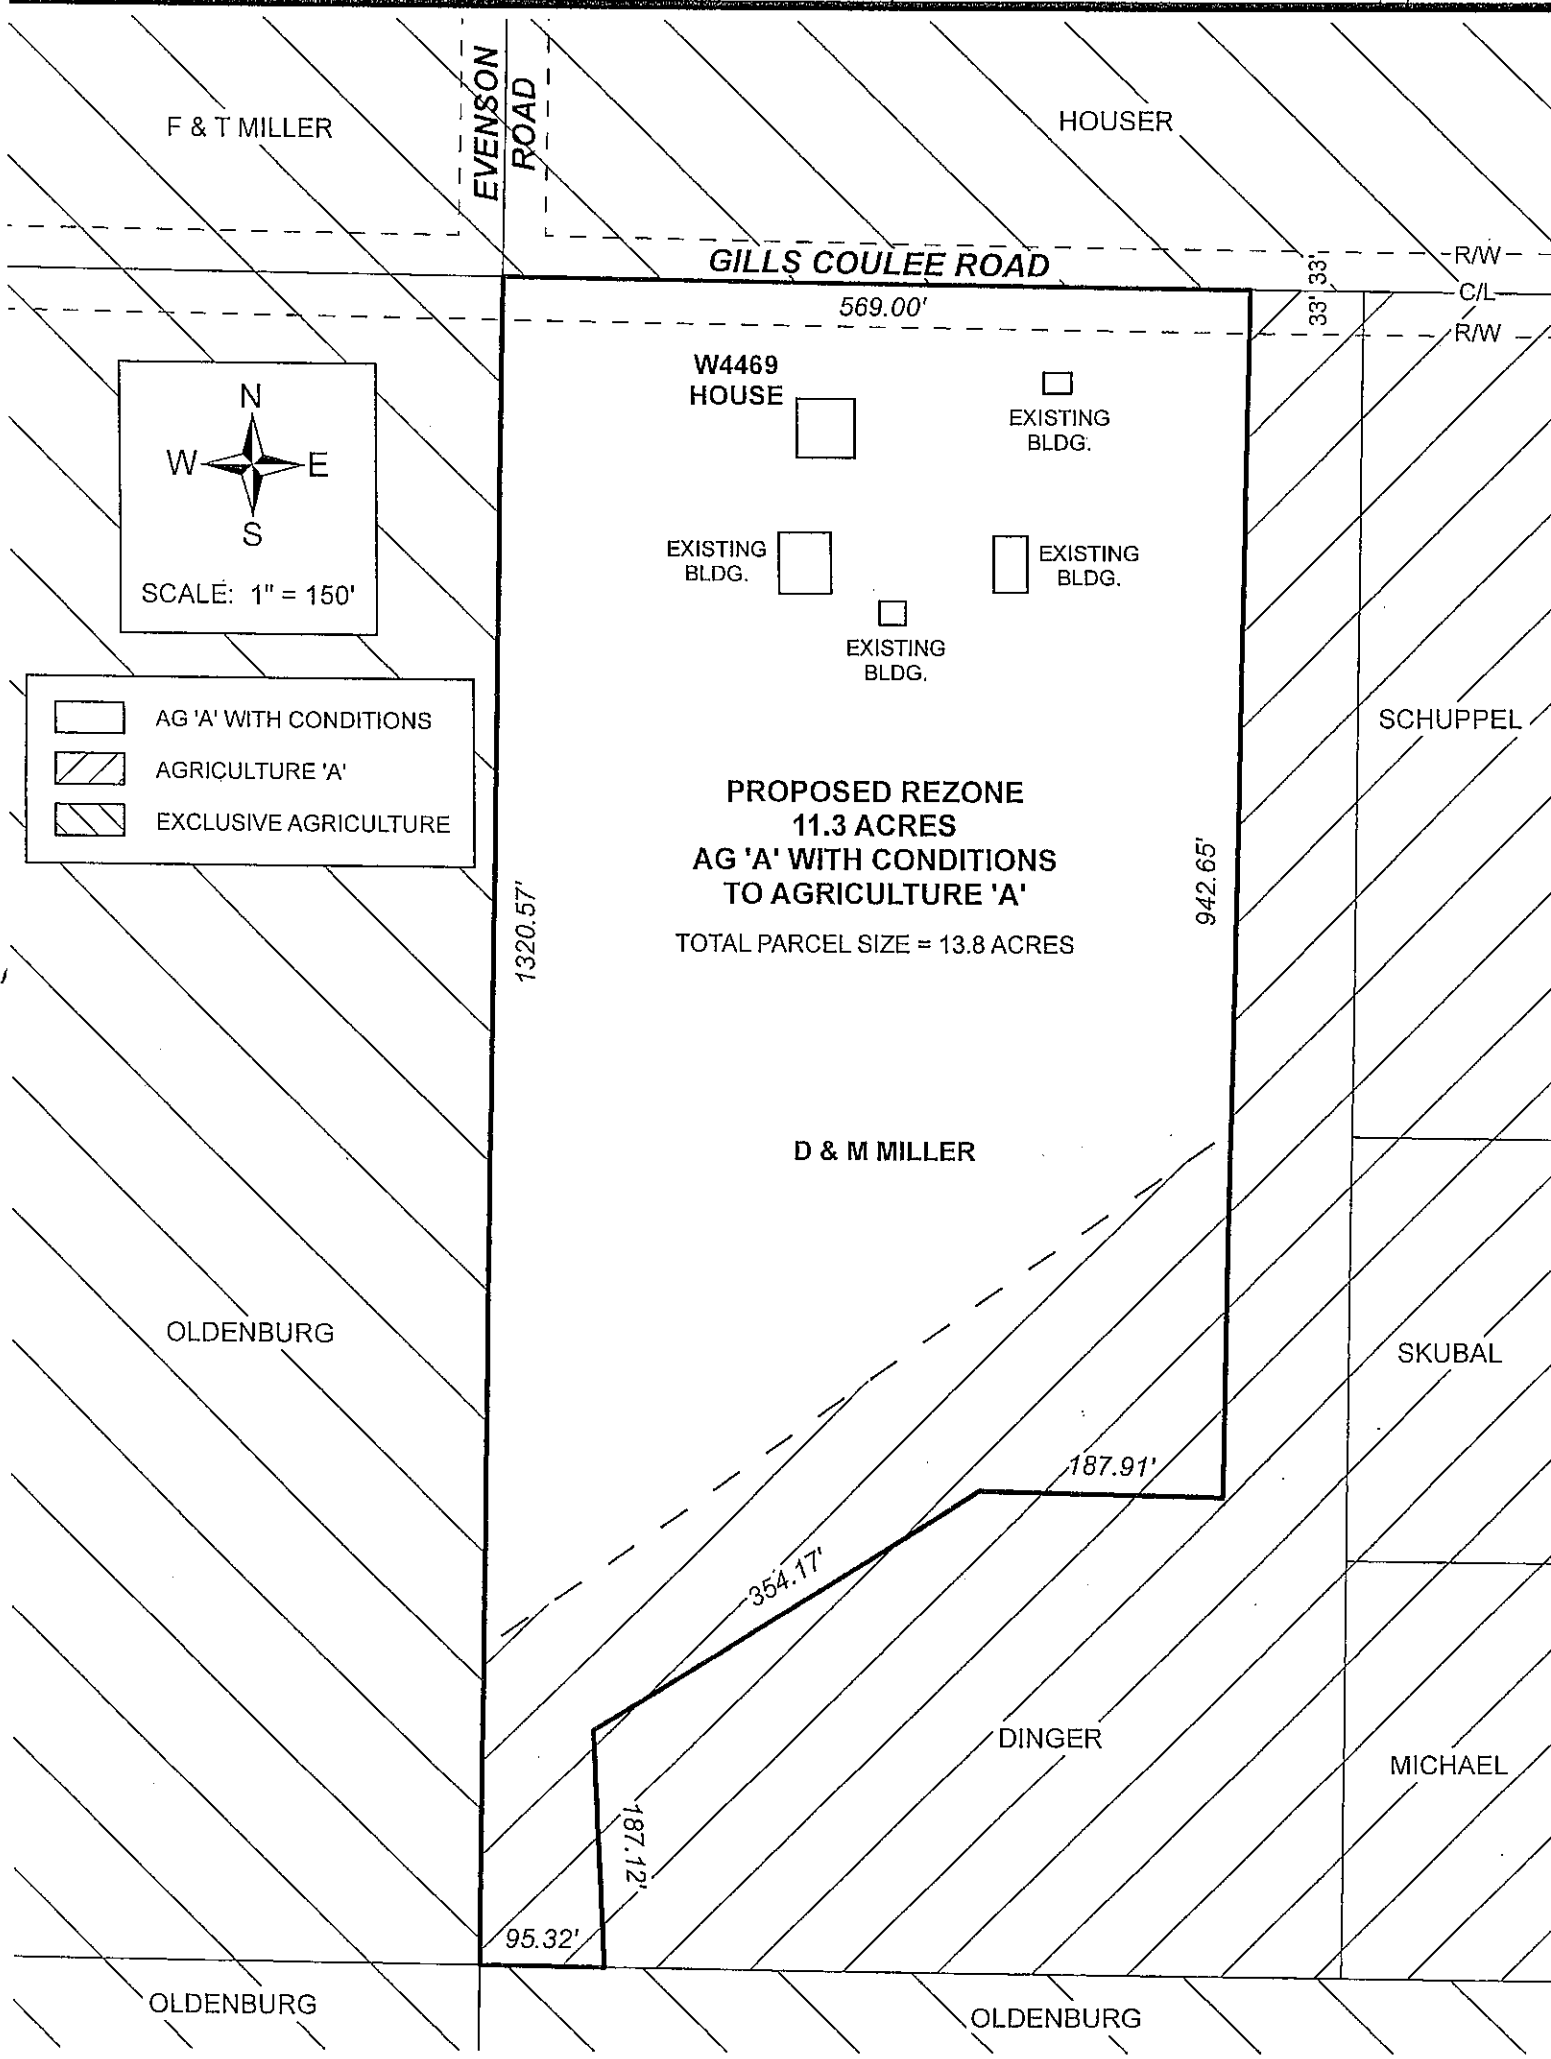 EVENSON
ROAD
F & T MILLER
HOUSER
GILLS COULEE ROAD
R/W
33'
C/L
33'
R/W
569.00'
W4469
HOUSE
EXISTING
BLDG.
N
W E
S
SCALE: 1" = 150'
EXISTING
BLDG.
EXISTING
BLDG.
EXISTING
BLDG.
AG 'A' WITH CONDITIONS
AGRICULTURE 'A'
EXCLUSIVE AGRICULTURE
SCHUPPEL
PROPOSED REZONE
11.3 ACRES
AG 'A' WITH CONDITIONS
TO AGRICULTURE 'A'
TOTAL PARCEL SIZE = 13.8 ACRES
1320.57'
942.65'
D & M MILLER
OLDENBURG
SKUBAL
187.91'
354.17'
DINGER
MICHAEL
187.12'
95.32'
OLDENBURG
OLDENBURG